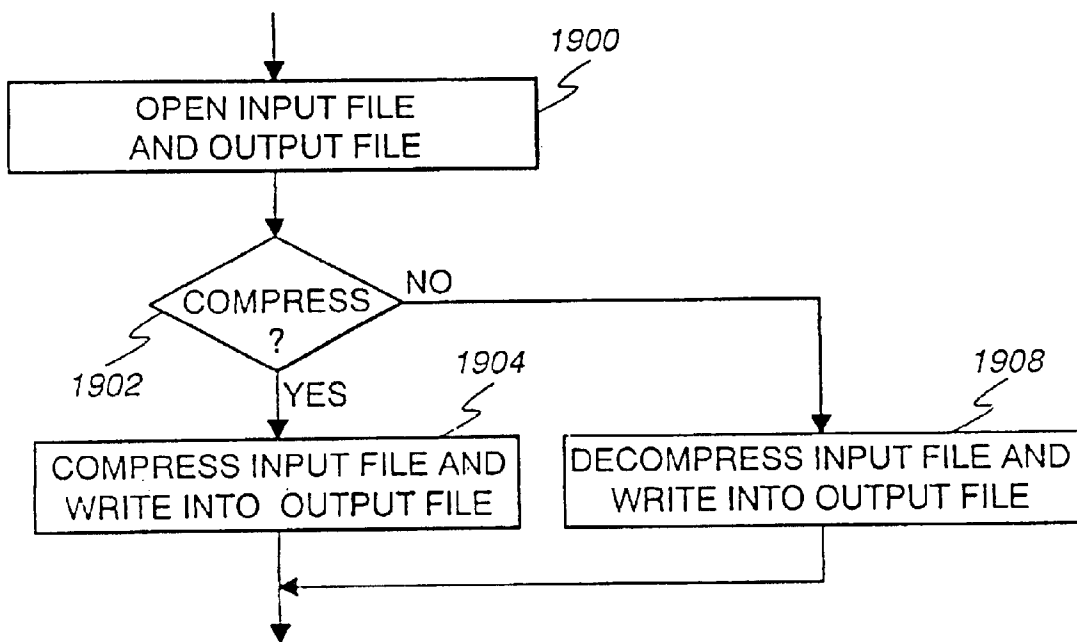 1900
OPEN INPUT FILE
AND OUTPUT FILE
NO
COMPRESS
?
1902
YES
1904
1908
COMPRESS INPUT FILE AND
WRITE INTO OUTPUT FILE
DECOMPRESS INPUT FILE AND
WRITE INTO OUTPUT FILE